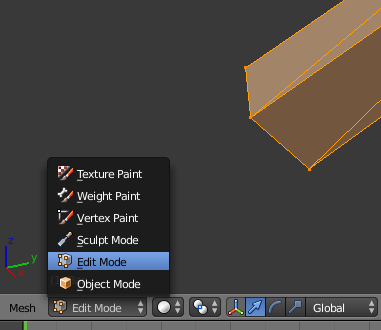 Texture Paint
Weight Paint
Vertex Paint
Sculpt Mode
Edit Mode
Object Mode
z
y
x
Mesh Edit Mode Global